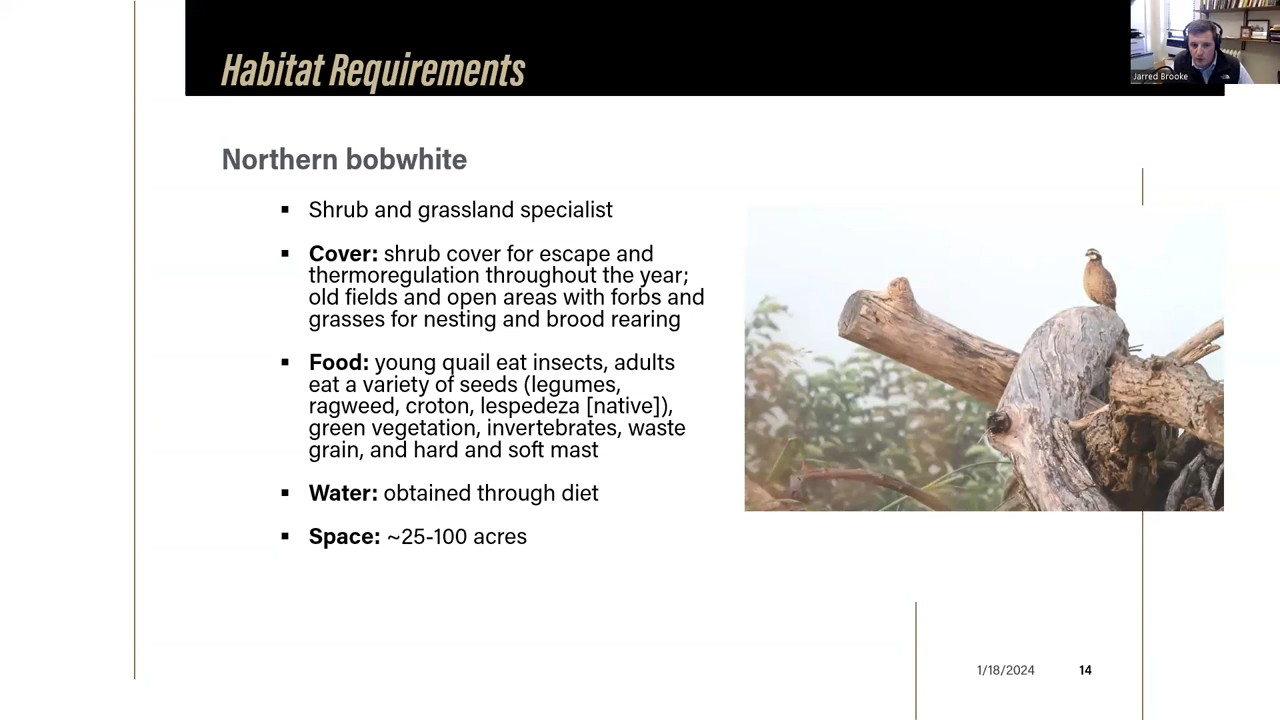 Habitat Requirements
Jarred Brooke
Northern bobwhite
▪ Shrub and grassland specialist
▪ Cover: shrub cover for escape and
thermoregulation throughout the year;
old fields and open areas with forbs and
grasses for nesting and brood rearing
▪ Food: young quail eat insects, adults
eat a variety of seeds (legumes,
ragweed, croton, lespedeza [native]),
green vegetation, invertebrates, waste
grain, and hard and soft mast
▪ Water: obtained through diet
▪ Space: ~25-100 acres
1/18/2024 14